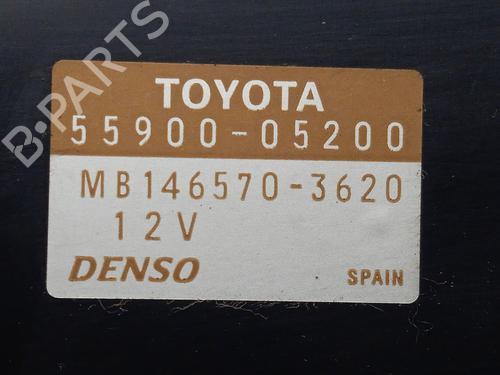 B-PARTS
TOYOTA
55900-05200
MB146570-3620
12V
DENSO
SPAIN